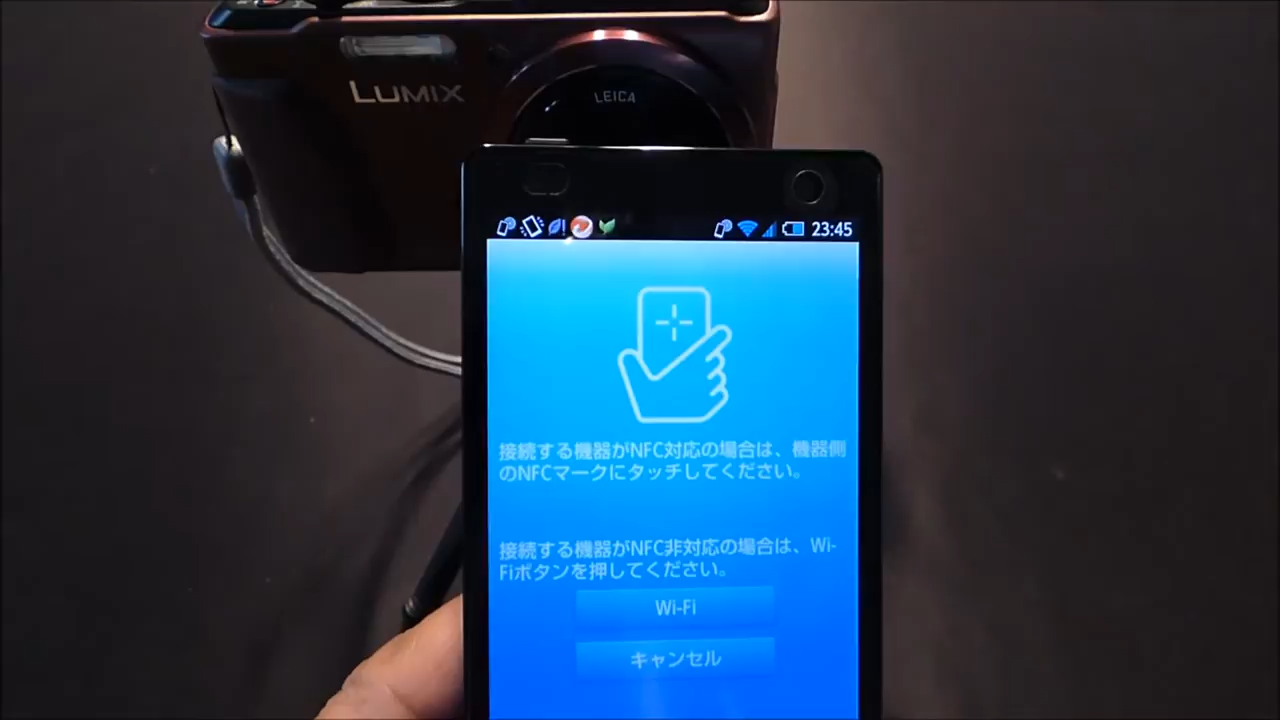 LUMIX
LEICA
23:45
接続する機器がNFC対応の場合は、機器側
のNFCマークにタッチしてください。
接続する機器がNFC非対応の場合は、Wi-
Fiボタンを押してください。
Wi-Fi
キャンセル